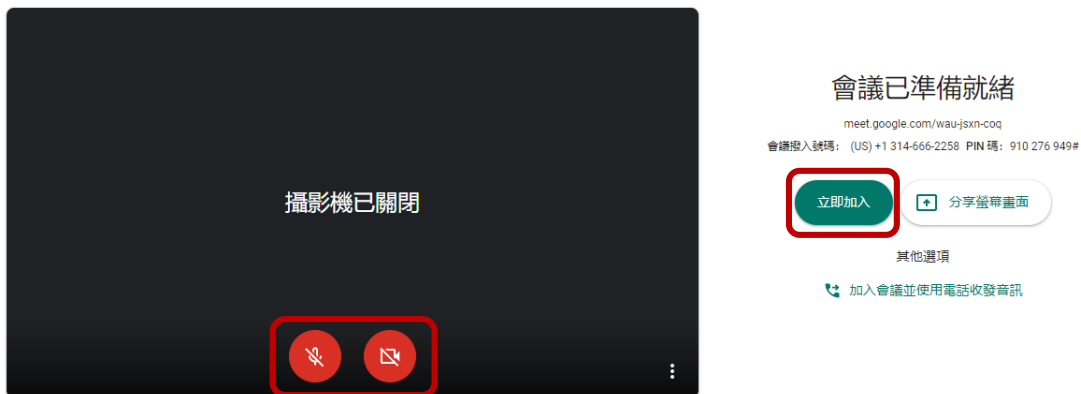 攝影機已關閉
會議已準備就緒
meet.google.com/wau-jsxn-coq
會議撥入號碼： (US) +1 314-666-2258 PIN 碼：910 276 949#
立即加入
分享螢幕畫面
其他選項
加入會議並使用電話收發音訊